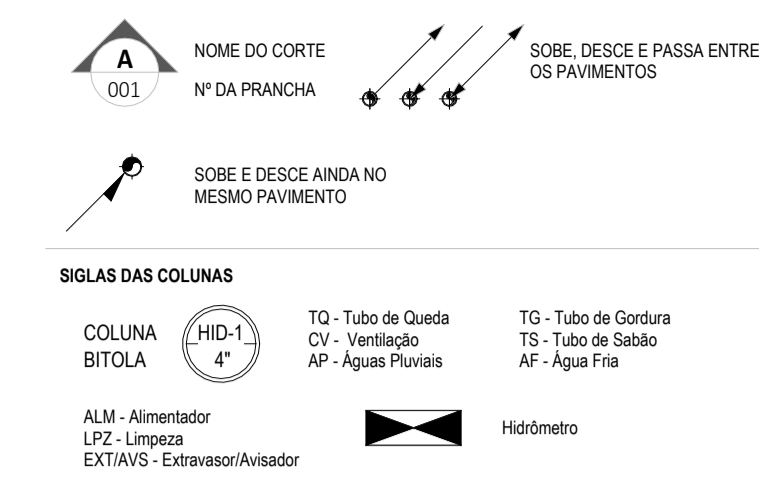 A
001
NOME DO CORTE
Nº DA PRANCHA
SOBE, DESCE E PASSA ENTRE
OS PAVIMENTOS
SOBE E DESCE AINDA NO
MESMO PAVIMENTO
SIGLAS DAS COLUNAS
COLUNA
BITOLA
HID-1
4"
TQ - Tubo de Queda
CV - Ventilação
AP - Águas Pluviais
TG - Tubo de Gordura
TS - Tubo de Sabão
AF - Água Fria
ALM - Alimentador
LPZ - Limpeza
EXT/AVS - Extravasor/Avisador
Hidrômetro